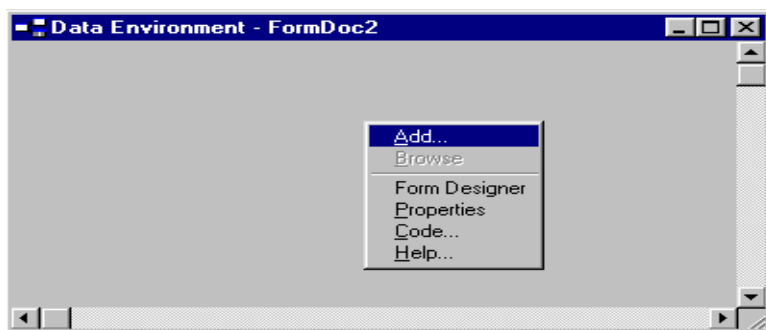 Data Environment - FormDoc2
Add...
Browse
Form Designer
Properties
Code...
Help...